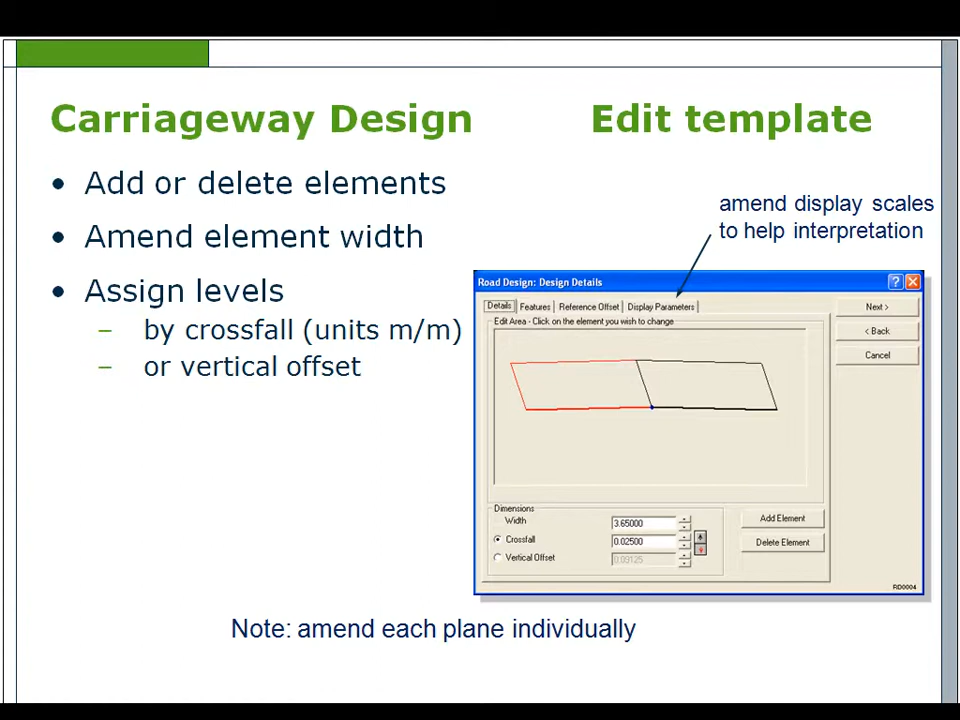 Carriageway Design
Edit template
• Add or delete elements
• Amend element width
• Assign levels
– by crossfall (units m/m)
– or vertical offset
amend display scales
to help interpretation
Road Design: Design Details
Details Features Reference Offset Display Parameters
Edit Area - Click on the element you wish to change
Next >
< Back
Cancel
Dimensions
Width 3.65000
Crossfall 0.02500
Vertical Offset 0.09125
Add Element
Delete Element
RD0004
Note: amend each plane individually